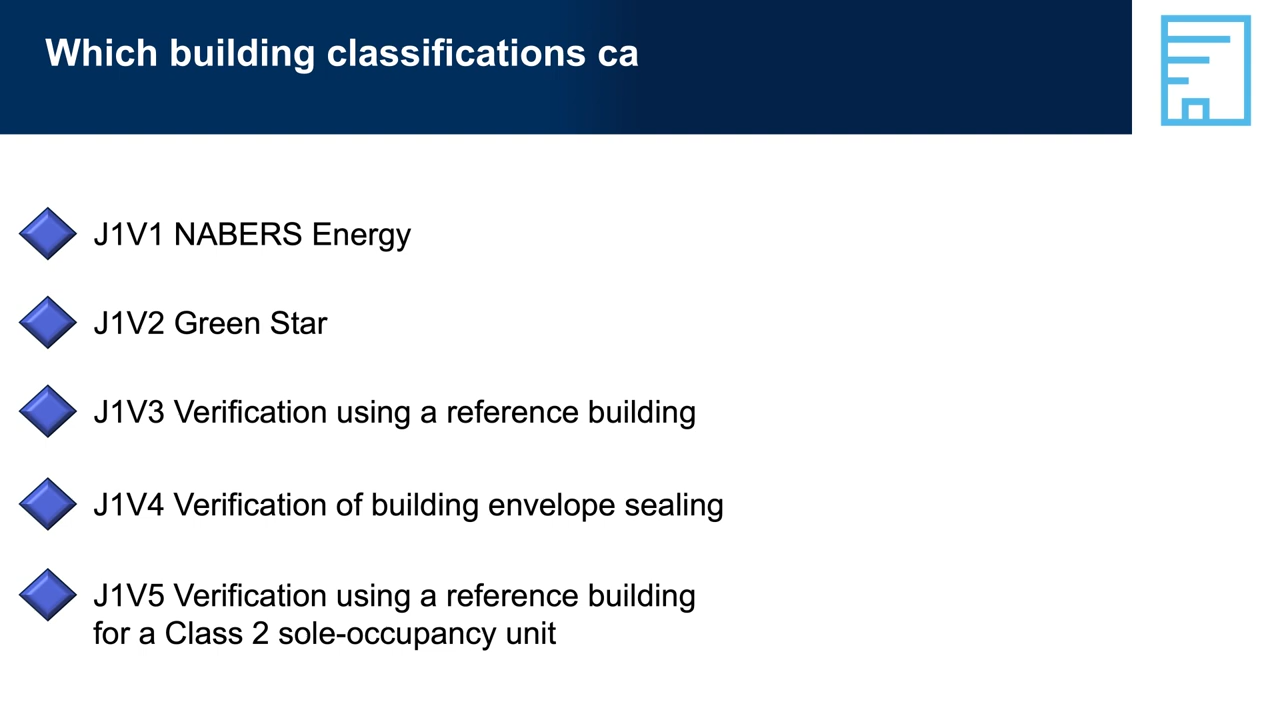 Which building classifications ca
J1V1 NABERS Energy
J1V2 Green Star
J1V3 Verification using a reference building
J1V4 Verification of building envelope sealing
J1V5 Verification using a reference building
for a Class 2 sole-occupancy unit